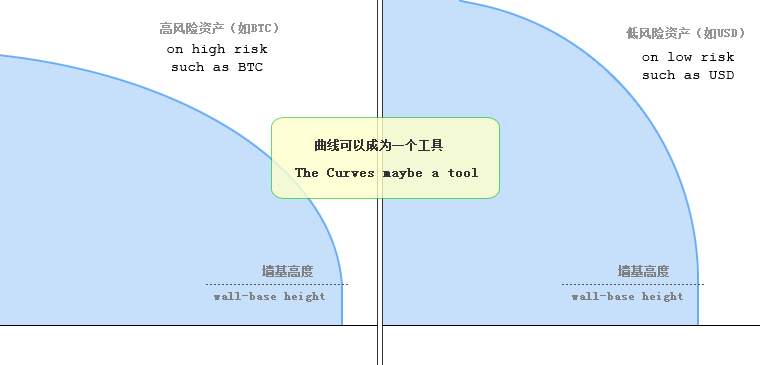 高风险资产（如BTC）
on high risk
such as BTC
低风险资产（如USD）
on low risk
such as USD
曲线可以成为一个工具
The Curves maybe a tool
墙基高度
wall-base height
墙基高度
wall-base height